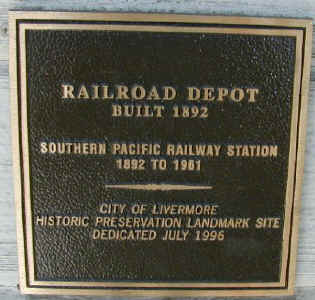 RAILROAD DEPOT
BUILT 1892
SOUTHERN PACIFIC RAILWAY STATION
1892 TO 1961
CITY OF LIVERMORE
HISTORIC PRESERVATION LANDMARK SITE
DEDICATED JULY 1996